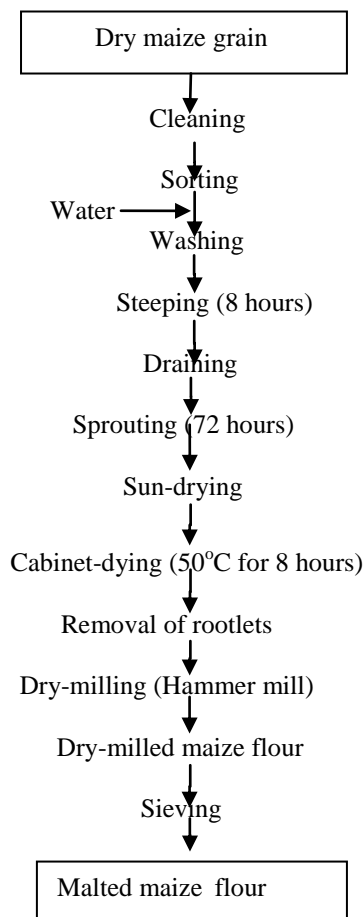 Dry maize grain
Cleaning
Sorting
Water
Washing
Steeping (8 hours)
Draining
Sprouting (72 hours)
Sun-drying
Cabinet-dying (50°C for 8 hours)
Removal of rootlets
Dry-milling (Hammer mill)
Dry-milled maize flour
Sieving
Malted maize flour